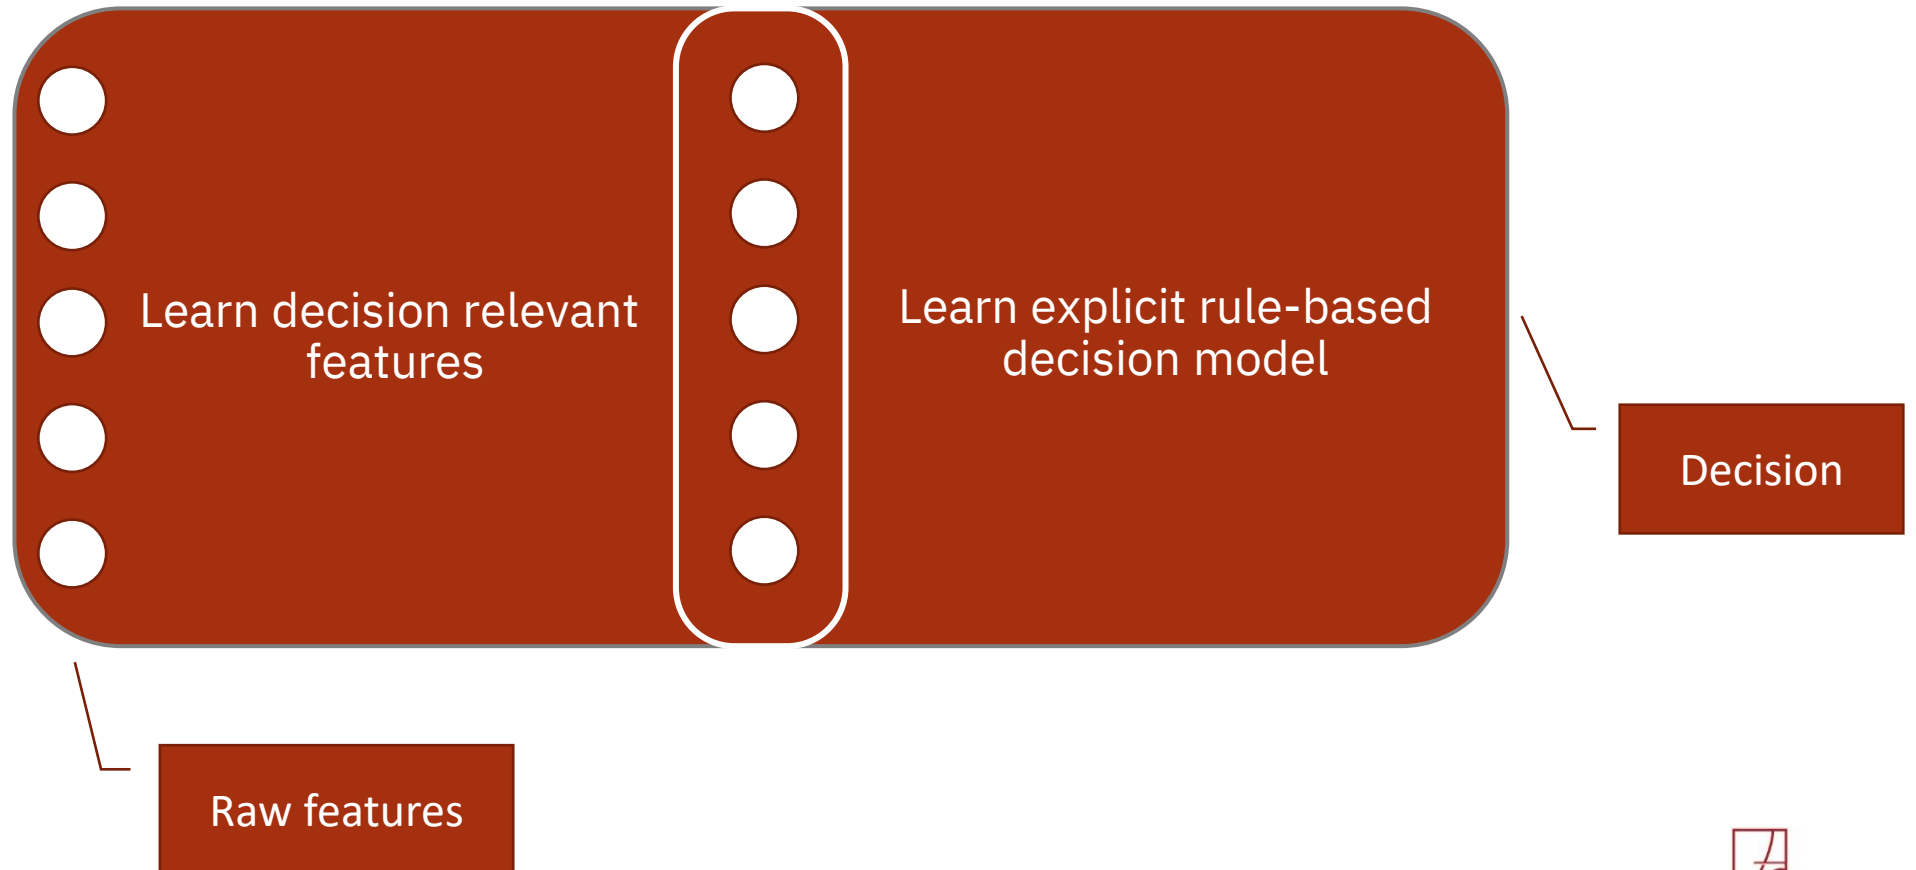 Learn decision relevant
features
Learn explicit rule-based
decision model
Decision
Raw features